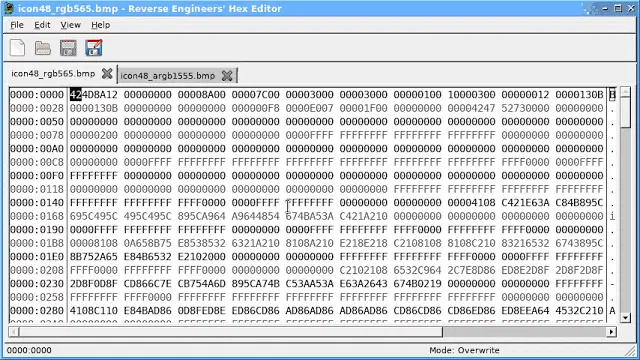 icon48_rgb565.bmp - Reverse Engineers' Hex Editor
File Edit View Help
icon48_rgb565.bmp icon48_argb1555.bmp
0000:0000 424D8A12 00000000 00008A00 00007C00 00003000 00003000 00000100 10000300 00000012 0000130B B
0000:0028 0000130B 00000000 00000000 000000F8 0000E007 00001F00 00000000 00004247 52730000 00000000 .
0000:0050 00000000 00000000 00000000 00000000 00000000 00000000 00000000 00000000 00000000 00000000 .
0000:0078 00000200 00000000 00000000 00000000 0000FFFF FFFFFFFF FFFFFFFF FFFFFFFF 00000000 00000000 .
0000:00A0 00000000 00000000 00000000 00000000 00000000 00000000 00000000 00000000 00000000 00000000 .
0000:00C8 00000000 0000FFFF FFFFFFFF FFFFFFFF FFFFFFFF FFFFFFFF FFFFFFFF FFFFFFFF FFFF0000 0000FFFF .
0000:00F0 FFFFFFFF 00000000 00000000 00000000 00000000 00000000 00000000 00000000 00000000 00000000 .
0000:0118 00000000 00000000 00000000 00000000 00000000 00000000 00000000 FFFFFFFF FFFFFFFF FFFFFFFF .
0000:0140 FFFFFFFF FFFFFFFF FFFF0000 0000FFFF FFFFFFFF 00000000 00000000 00004108 C421E63A C84B895C .
0000:0168 695C495C 495C495C 895CA964 A9644854 674BA53A C421A210 00000000 00000000 00000000 00000000 i
0000:0190 0000FFFF FFFFFFFF 00000000 0000FFFF FFFFFFFF FFFFFFFF FFFFFFFF 00000000 00000000 00000000 .
0000:01B8 00008108 0A658B75 E8538532 6321A210 8108A210 E218E218 C2108108 8108C210 83216532 6743895C .
0000:01E0 8B752A65 E84B6532 E2102000 00000000 00000000 00000000 0000FFFF FFFFFFFF 00000000 0000FFFF .
0000:0208 FFFF0000 00000000 00000000 00000000 C2102108 6532C964 2C7E8D86 ED8E2D8F 2D8F2D8F .
0000:0230 2D8F0D8F CD866C7E CB754A6D 895CA74B C53AA53A E63A2643 674B0219 00000000 00000000 FFFFFFFF
0000:0258 FFFFFFFF FFFF0000 00000000 00000000 FFFFFFFF FFFFFFFF FFFFFFFF 00000000 00000000 00000000 .
0000:0280 4108C110 E84BAD86 0D8FED8E ED86CD86 AD86AD86 AD86AD86 CD86CD86 CD86ED86 ED8EEA64 4532C210 A
0000:0000 Mode: Overwrite